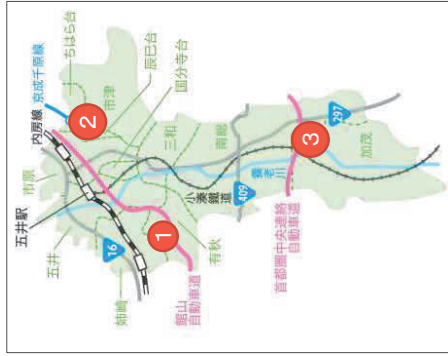 内房線
京成千原線
ちはら台
市津
辰巳台
国分寺台
市原
五井駅
五井
三和
南総
16
姉崎
有秋
館山
自動車道
小湊鐵道
養老川
409
297
加茂
首都圏中央連絡
自動車道
1
2
3